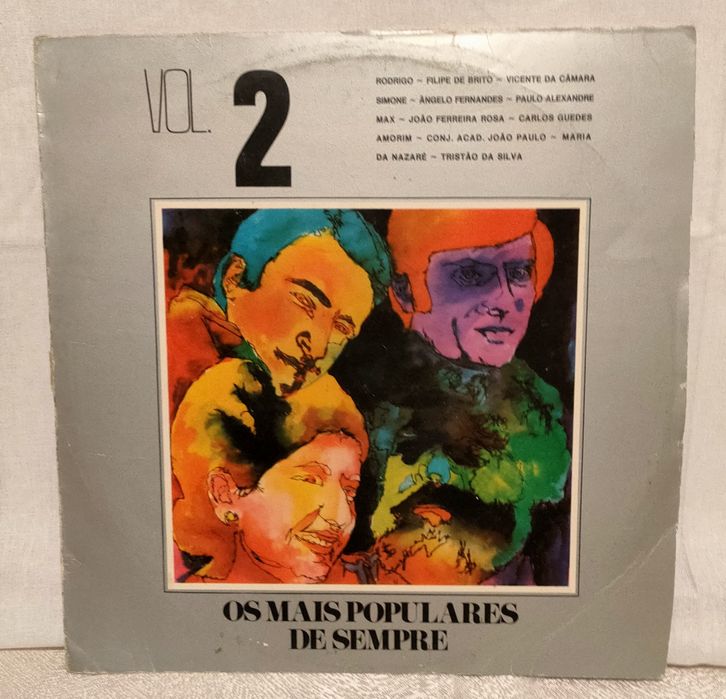 VOL. 2
RODRIGO ~ FILIPE DE BRITO ~ VICENTE DA CÂMARA
SIMONE ~ ÂNGELO FERNANDES ~ PAULO ALEXANDRE
MAX ~ JOÃO FERREIRA ROSA ~ CARLOS GUEDES
AMORIM ~ CONJ. ACAD. JOÃO PAULO ~ MARIA
DA NAZARÉ ~ TRISTÃO DA SILVA
OS MAIS POPULARES
DE SEMPRE